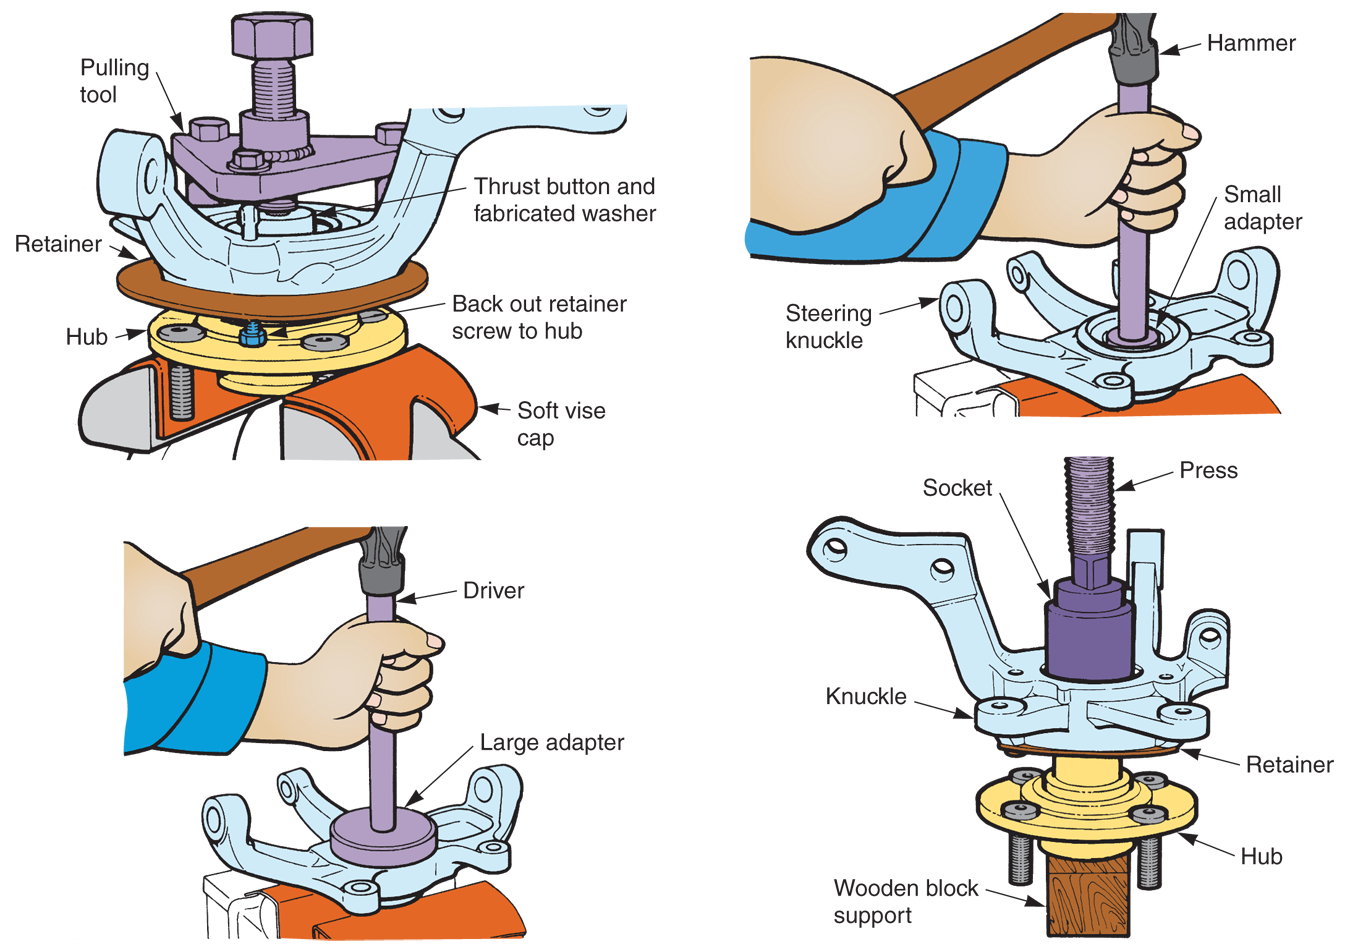 Pulling
tool
Thrust button and
fabricated washer
Retainer
Back out retainer
screw to hub
Hub
Soft vise
cap
Hammer
Small
adapter
Steering
knuckle
Driver
Large adapter
Press
Socket
Knuckle
Retainer
Hub
Wooden block
support